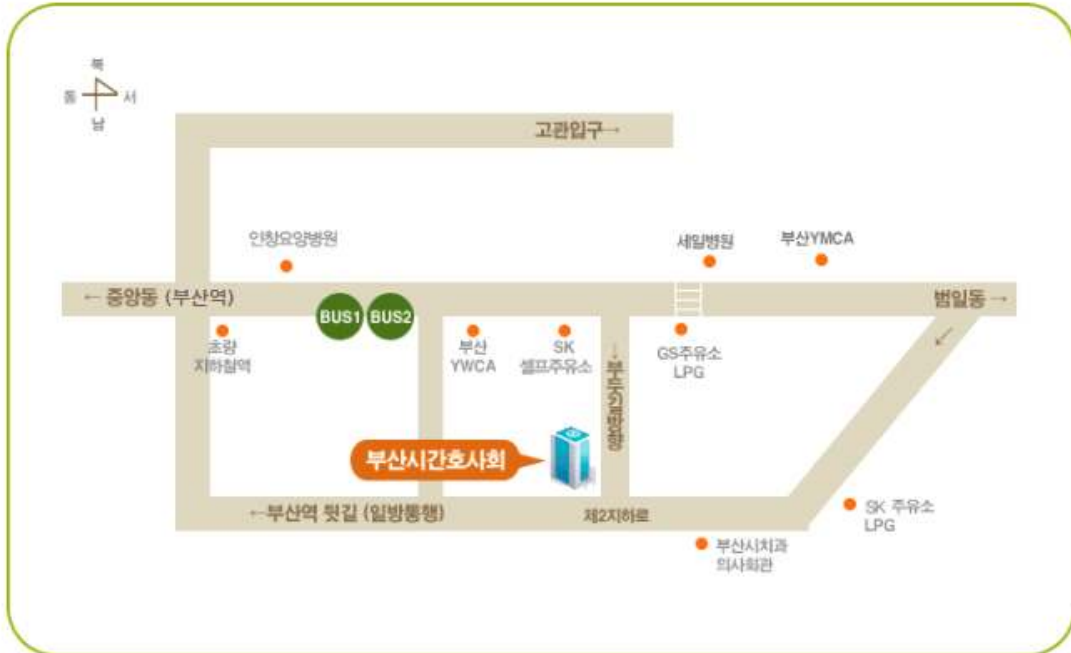 북
동 서
남
고관입구→
인창요양병원
세일병원
부산YMCA
← 중앙동 (부산역)
범일동 →
BUS1
BUS2
초량
지하철역
부산
YWCA
SK
셀프주유소
←부두길방향
GS주유소
LPG
←
부산시간호사회
←부산역 뒷길 (일방통행)
제2지하로
SK 주유소
LPG
부산시치과
의사회관